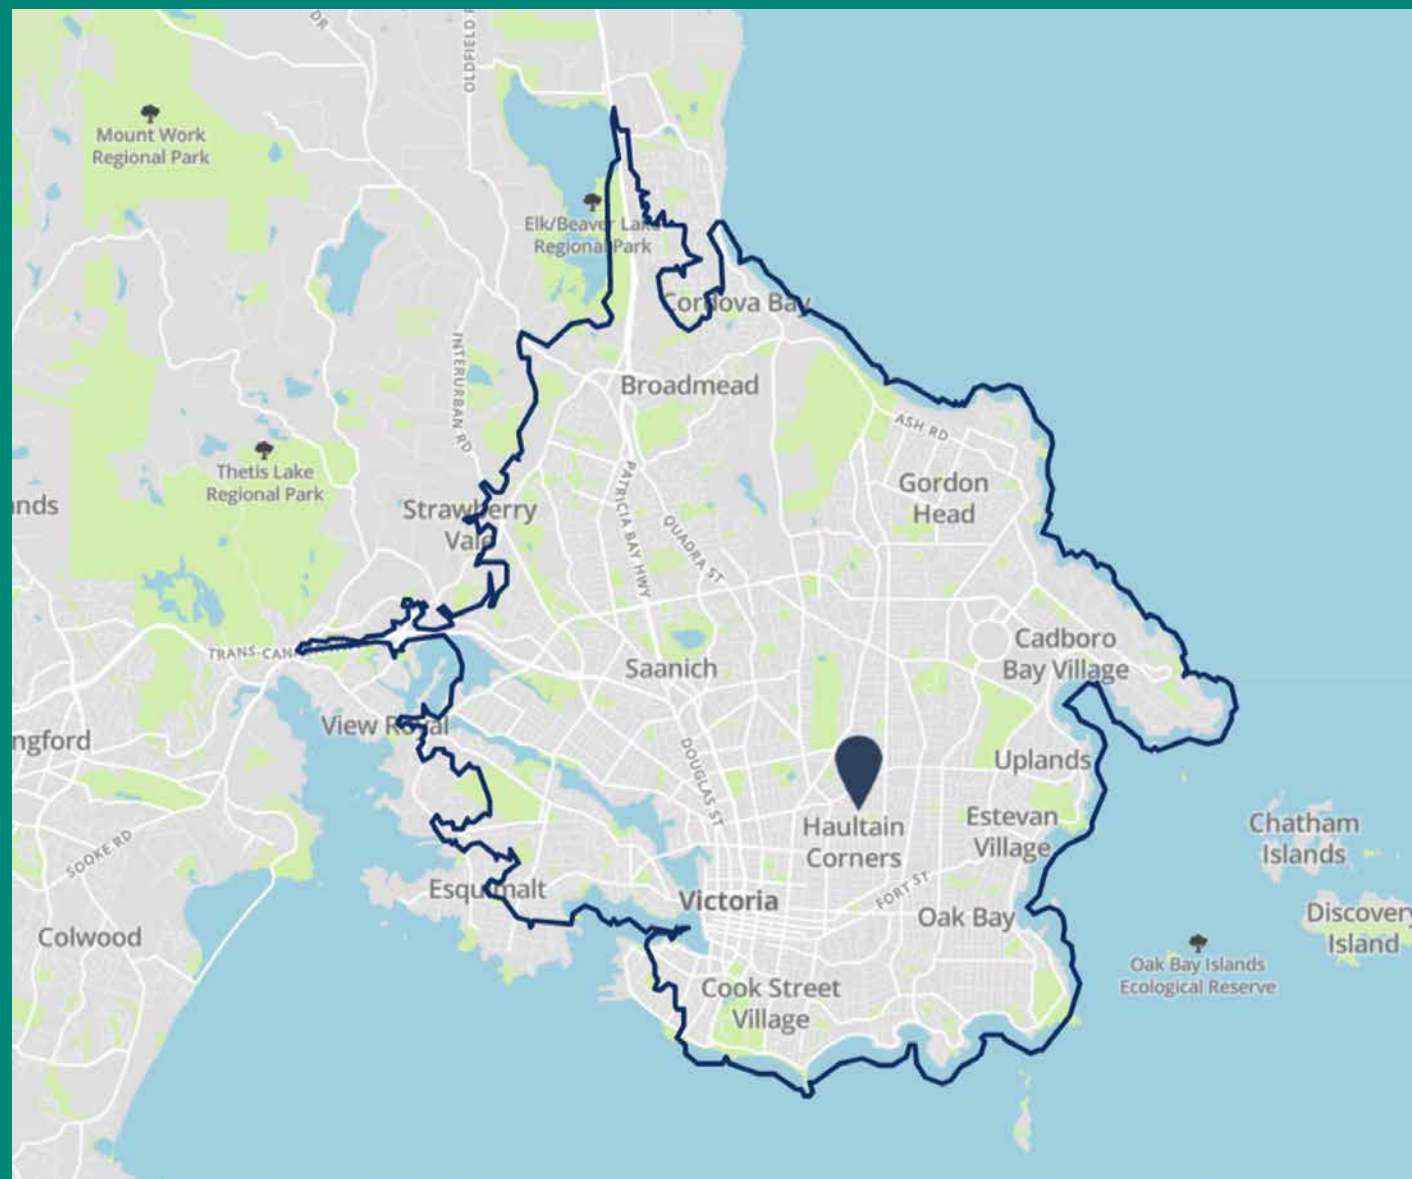 DR
OLDFIELD RD
Mount Work
Regional Park
Elk/Beaver Lake
Regional Park
Cordova Bay
INTERURBAN RD
Broadmead
ASH RD
Thetis Lake
Regional Park
PATRICIA BAY HWY
Gordon
Head
ands
Strawberry
Vale
QUADRA ST
TRANS-CAN
Cadboro
Bay Village
Saanich
View Royal
ngford
DOUGLAS ST
Uplands
Haultain
Corners
Estevan
Village
Chatham
Islands
SOOKE RD
Esquimalt
Victoria
FORT ST
Oak Bay
Discovery
Island
Colwood
Oak Bay Islands
Ecological Reserve
Cook Street
Village